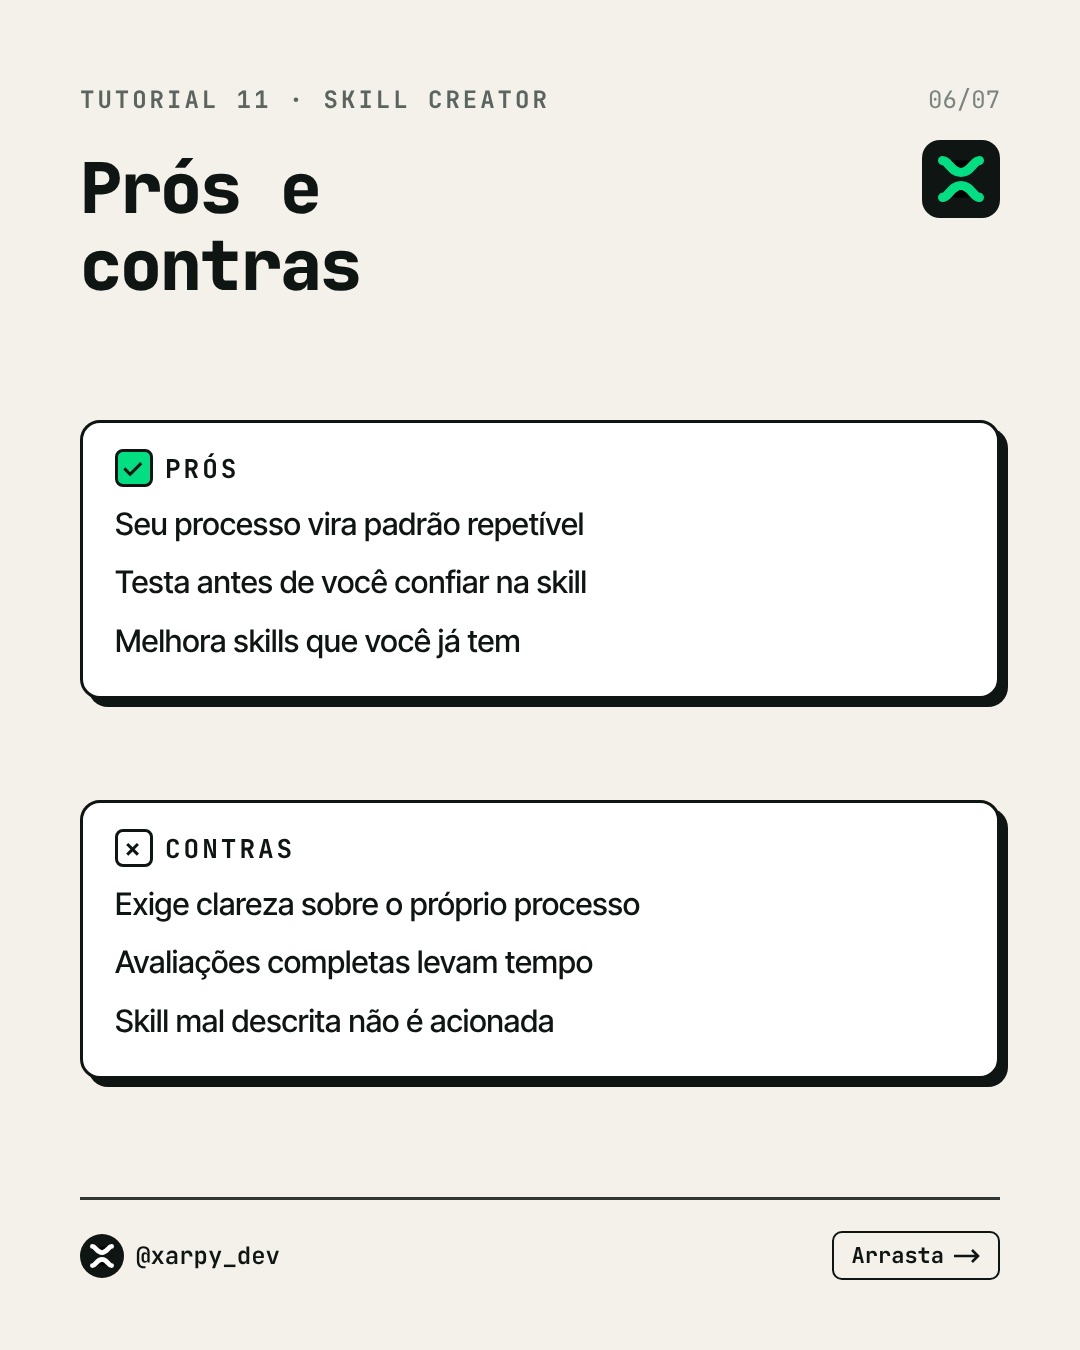 TUTORIAL 11 · SKILL CREATOR
06/07
Prós e
contras
PRÓS
Seu processo vira padrão repetível
Testa antes de você confiar na skill
Melhora skills que você já tem
CONTRAS
Exige clareza sobre o próprio processo
Avaliações completas levam tempo
Skill mal descrita não é acionada
@xarpy_dev
Arrasta →